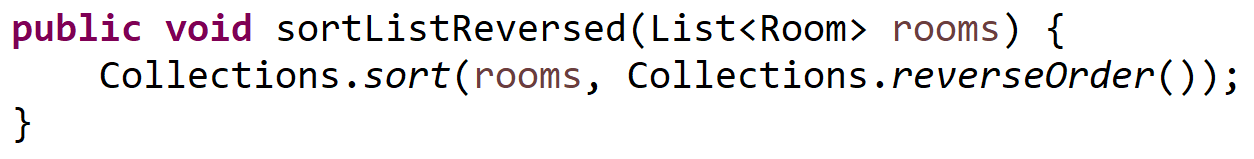 public void sortListReversed(List<Room> rooms) {
    Collections.sort(rooms, Collections.reverseOrder());
}